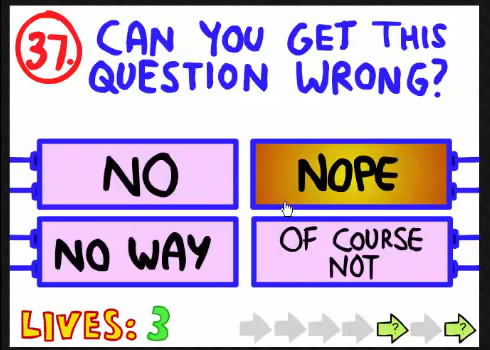 37. CAN YOU GET THIS
QUESTION WRONG?
NO
NOPE
NO WAY
OF COURSE
NOT
LIVES: 3
? ?